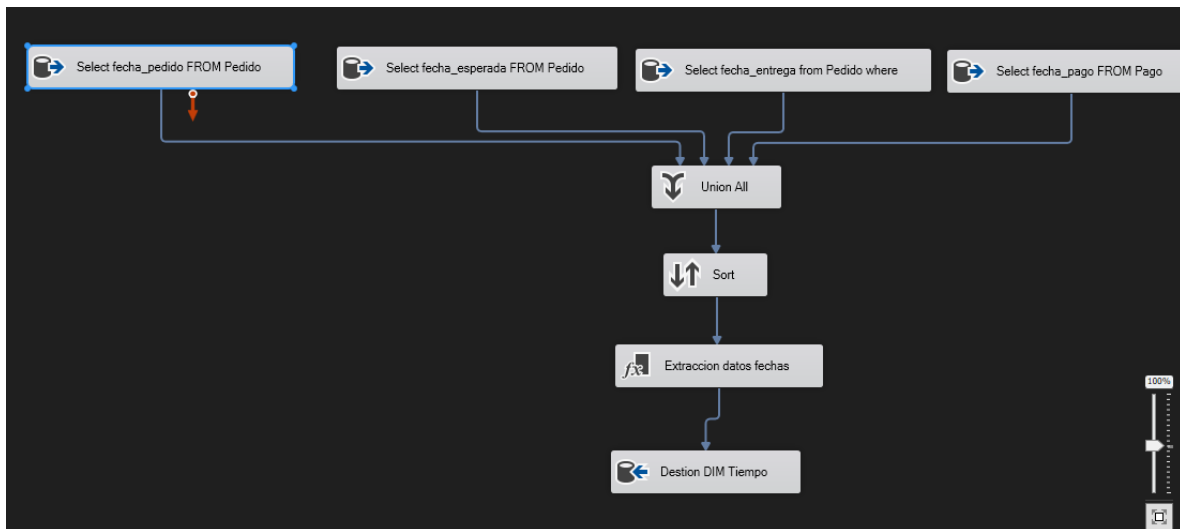 Select fecha_pedido FROM Pedido
Select fecha_esperada FROM Pedido
Select fecha_entrega from Pedido where
Select fecha_pago FROM Pago
Union All
Sort
fx
Extraccion datos fechas
100%
Destion DIM Tiempo